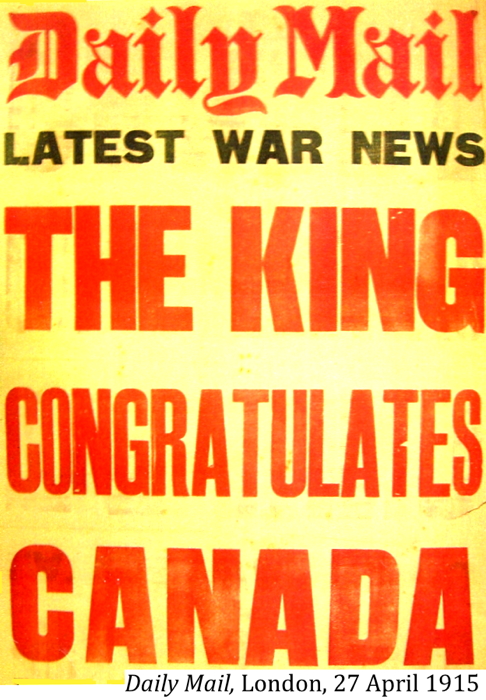 Daily Mail
LATEST WAR NEWS
THE KING
CONGRATULATES
CANADA
Daily Mail, London, 27 April 1915